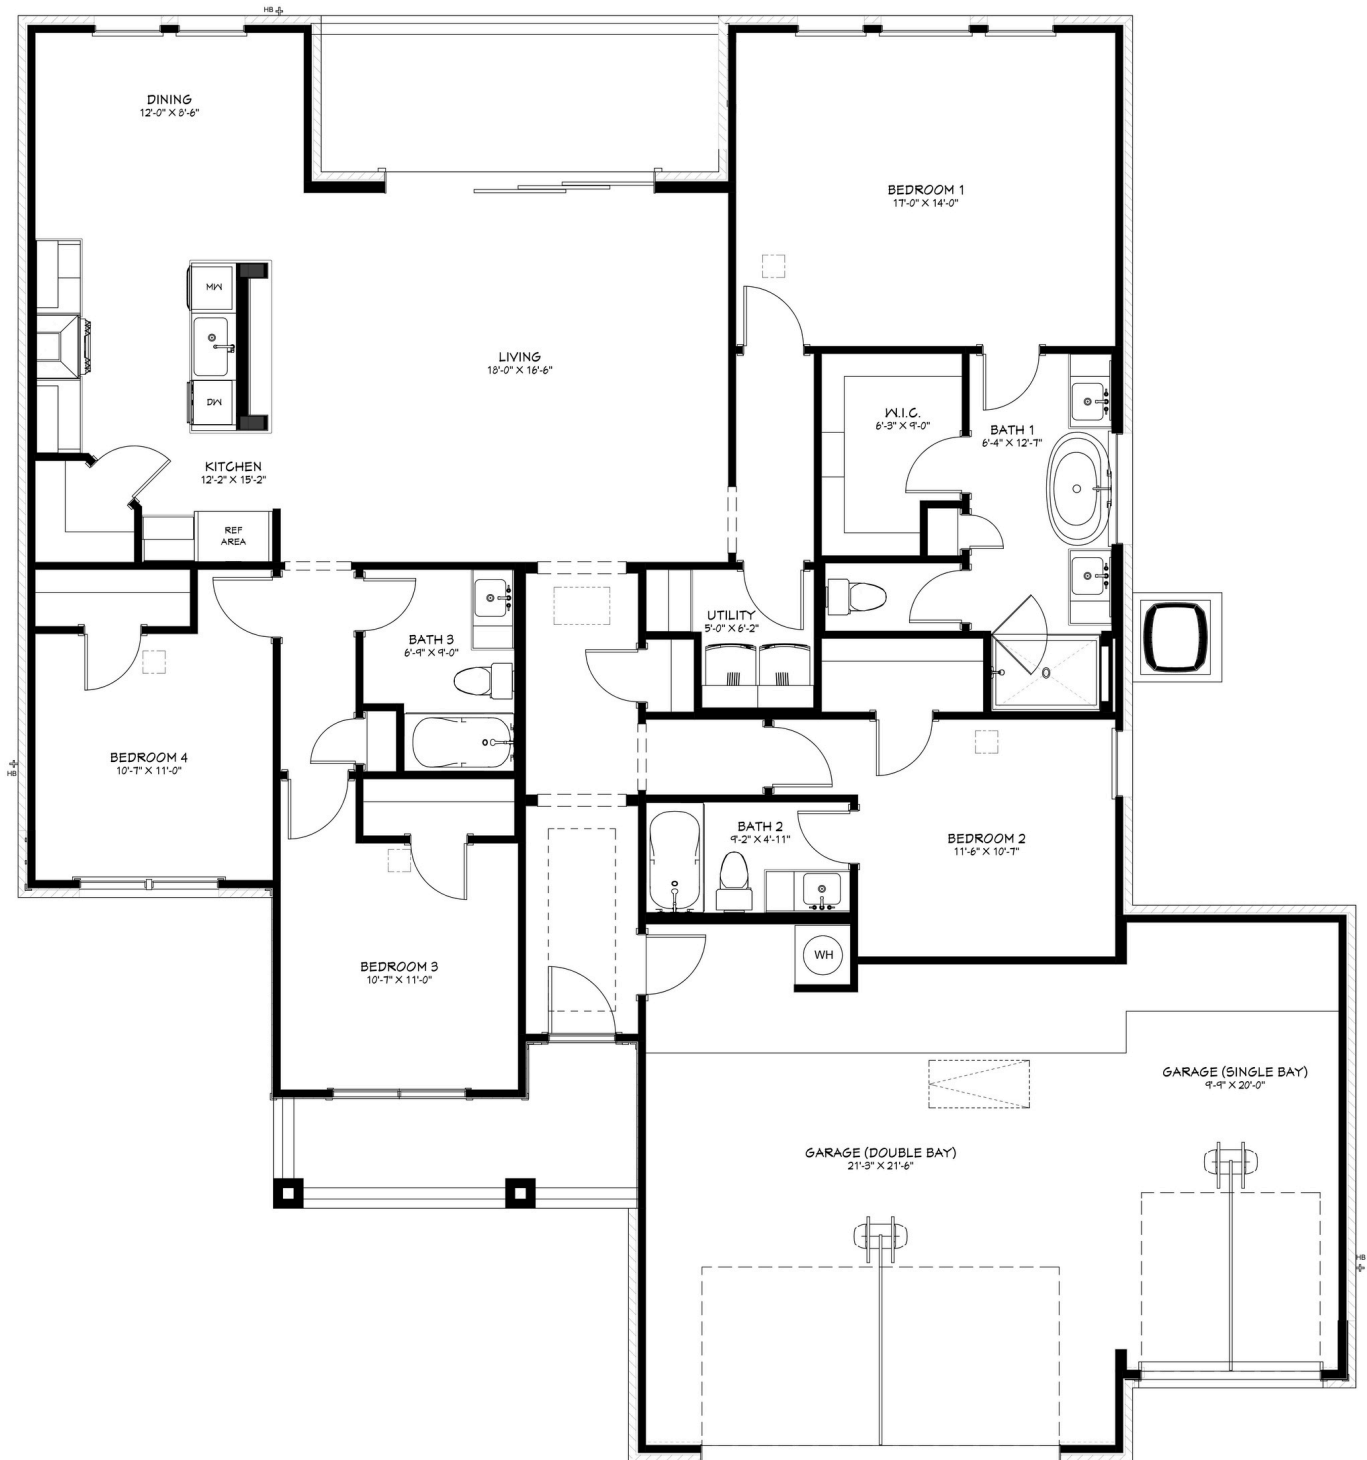 HB
DINING
12'-0" X 8'-6"
BEDROOM 1
17'-0" X 14'-0"
MW
LIVING
18'-0" X 16'-6"
DW
W.I.C.
6'-3" X 9'-0"
BATH 1
6'-4" X 12'-7"
KITCHEN
12'-2" X 15'-2"
REF
AREA
UTILITY
5'-0" X 6'-2"
BATH 3
6'-9" X 9'-0"
BEDROOM 4
10'-7" X 11'-0"
HB
BATH 2
9'-2" X 4'-11"
BEDROOM 2
11'-6" X 10'-7"
WH
BEDROOM 3
10'-7" X 11'-0"
GARAGE (SINGLE BAY)
9'-9" X 20'-0"
GARAGE (DOUBLE BAY)
21'-3" X 21'-6"
HB